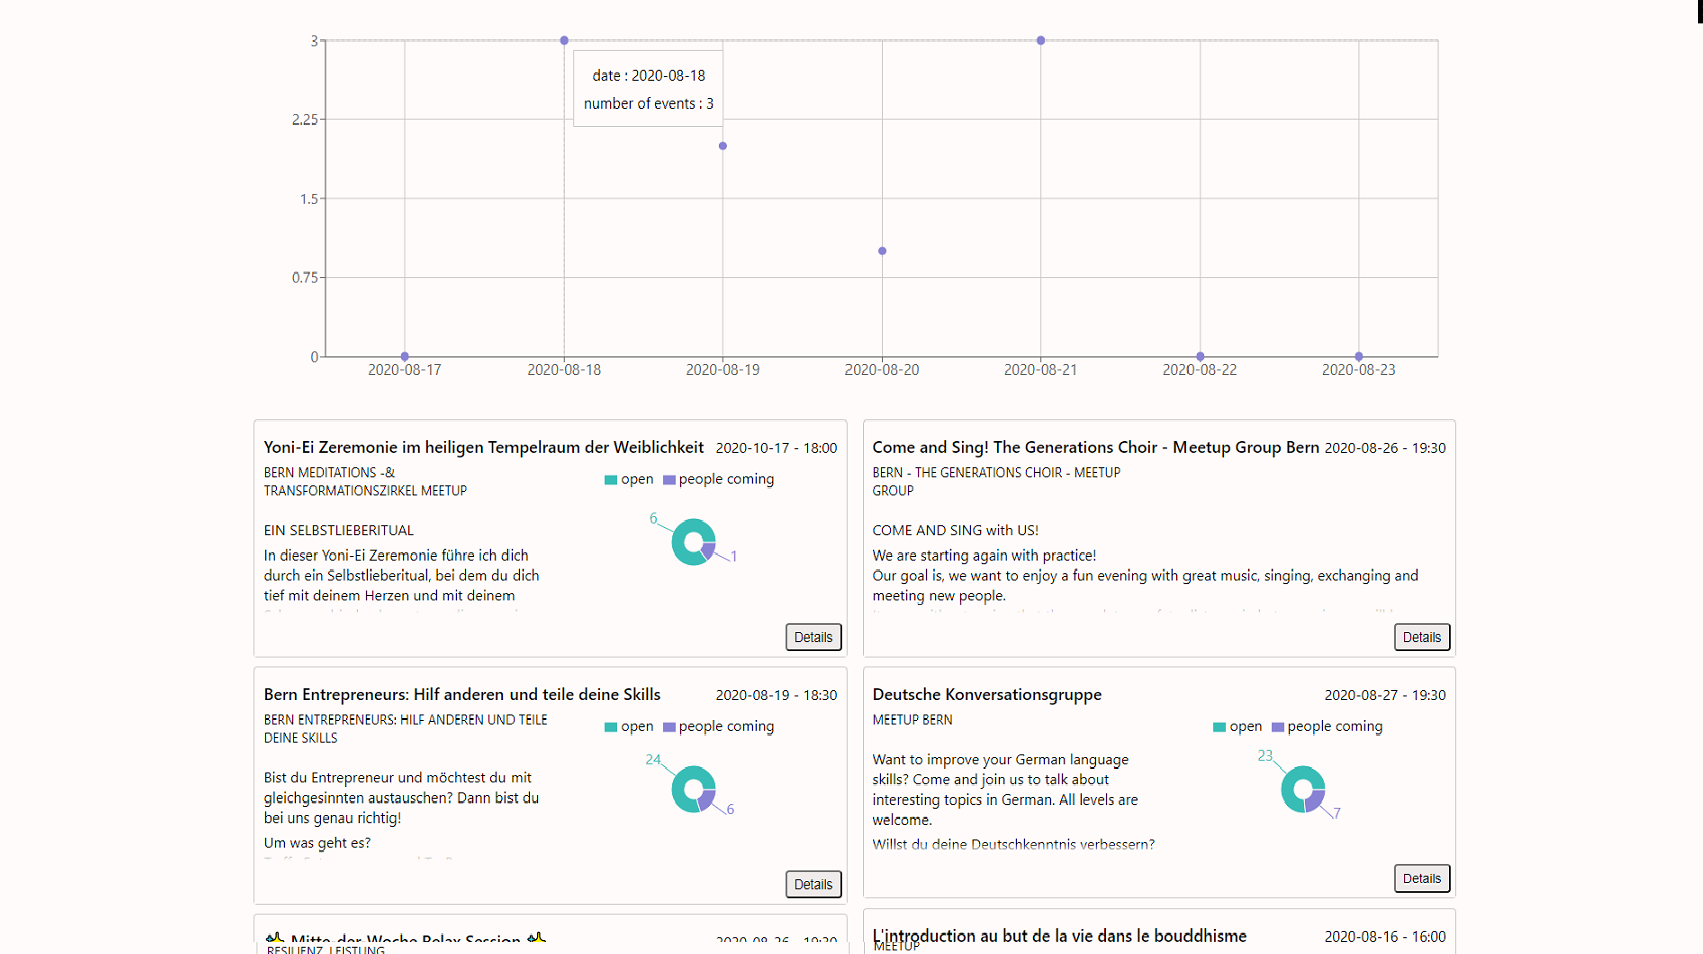 3
date : 2020-08-18
number of events : 3
2.25
1.5
0.75
0
2020-08-17 2020-08-18 2020-08-19 2020-08-20 2020-08-21 2020-08-22 2020-08-23
Yoni-Ei Zeremonie im heiligen Tempelraum der Weiblichkeit 2020-10-17 - 18:00
BERN MEDITATIONS -&
TRANSFORMATIONSZIRKEL MEETUP
open people coming
6
1
EIN SELBSTLIEBERITUAL
In dieser Yoni-Ei Zeremonie führe ich dich
durch ein Selbstlieberitual, bei dem du dich
tief mit deinem Herzen und mit deinem
Details
Come and Sing! The Generations Choir - Meetup Group Bern 2020-08-26 - 19:30
BERN - THE GENERATIONS CHOIR - MEETUP
GROUP
COME AND SING with US!
We are starting again with practice!
Our goal is, we want to enjoy a fun evening with great music, singing, exchanging and
meeting new people.
Details
Bern Entrepreneurs: Hilf anderen und teile deine Skills 2020-08-19 - 18:30
BERN ENTREPRENEURS: HILF ANDEREN UND TEILE
DEINE SKILLS
open people coming
24
6
Bist du Entrepreneur und möchtest du mit
gleichgesinnten austauschen? Dann bist du
bei uns genau richtig!
Um was geht es?
Details
Deutsche Konversationsgruppe 2020-08-27 - 19:30
MEETUP BERN
open people coming
23
7
Want to improve your German language
skills? Come and join us to talk about
interesting topics in German. All levels are
welcome.
Willst du deine Deutschkenntnis verbessern?
Details
Mitte-der-Woche Relax Session 2020-08-26 - 19:30
RESILIENZ, LEISTUNG
L'introduction au but de la vie dans le bouddhisme 2020-08-16 - 16:00
MEETUP